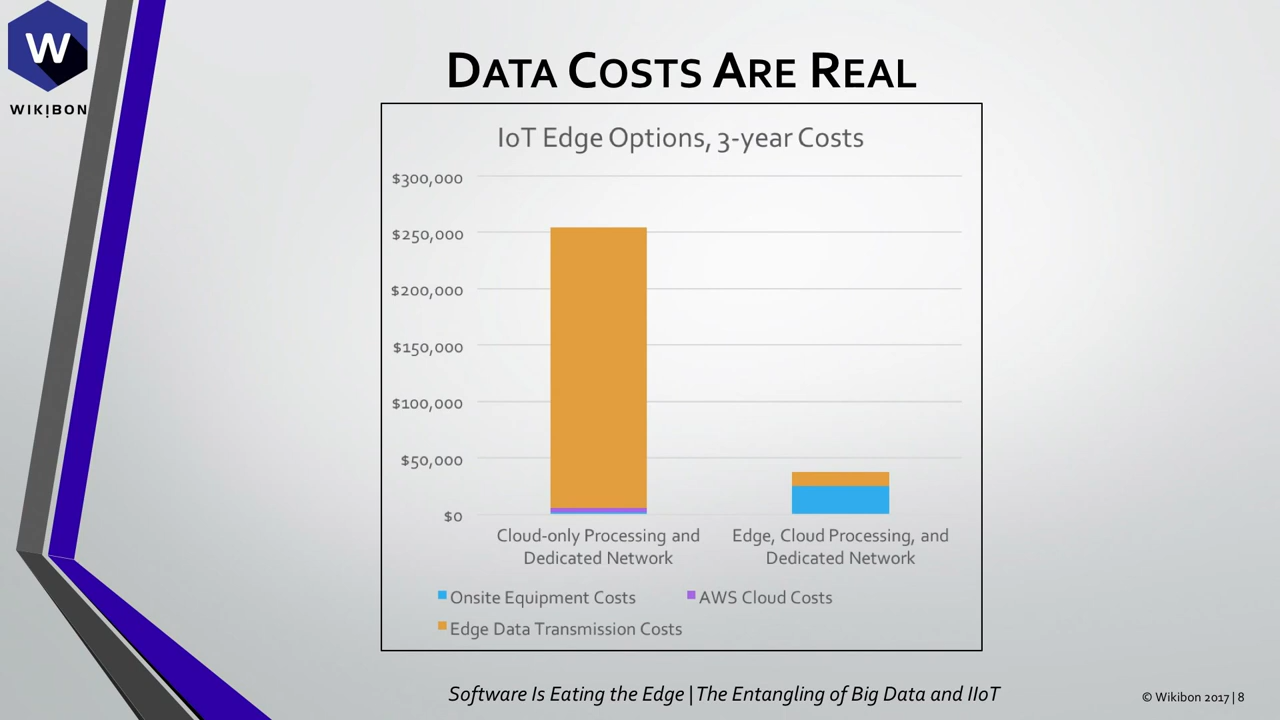 W
WIKIBON
DATA COSTS ARE REAL
IoT Edge Options, 3-year Costs
$300,000
$250,000
$200,000
$150,000
$100,000
$50,000
$0
Cloud-only Processing and
Dedicated Network
Edge, Cloud Processing, and
Dedicated Network
Onsite Equipment Costs
AWS Cloud Costs
Edge Data Transmission Costs
Software Is Eating the Edge | The Entangling of Big Data and IIoT
© Wikibon 2017 | 8